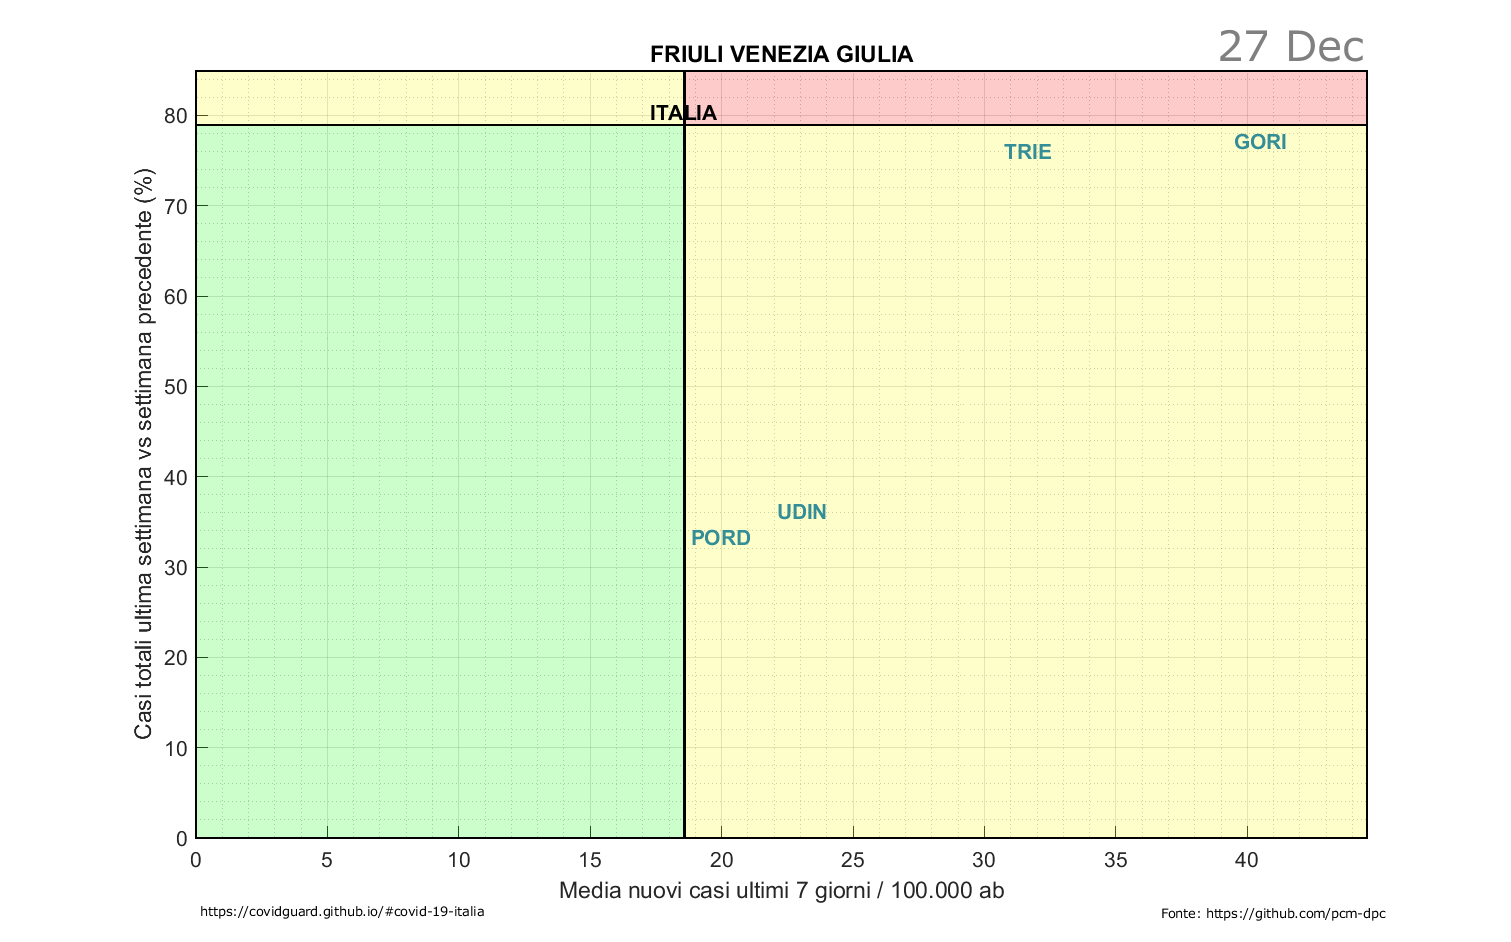 FRIULI VENEZIA GIULIA
27 Dec
ITALIA
GORI
TRIE
UDIN
PORD
Casi totali ultima settimana vs settimana precedente (%)
80
70
60
50
40
30
20
10
0
0 5 10 15 20 25 30 35 40
Media nuovi casi ultimi 7 giorni / 100.000 ab
https://covidguard.github.io/#covid-19-italia
Fonte: https://github.com/pcm-dpc